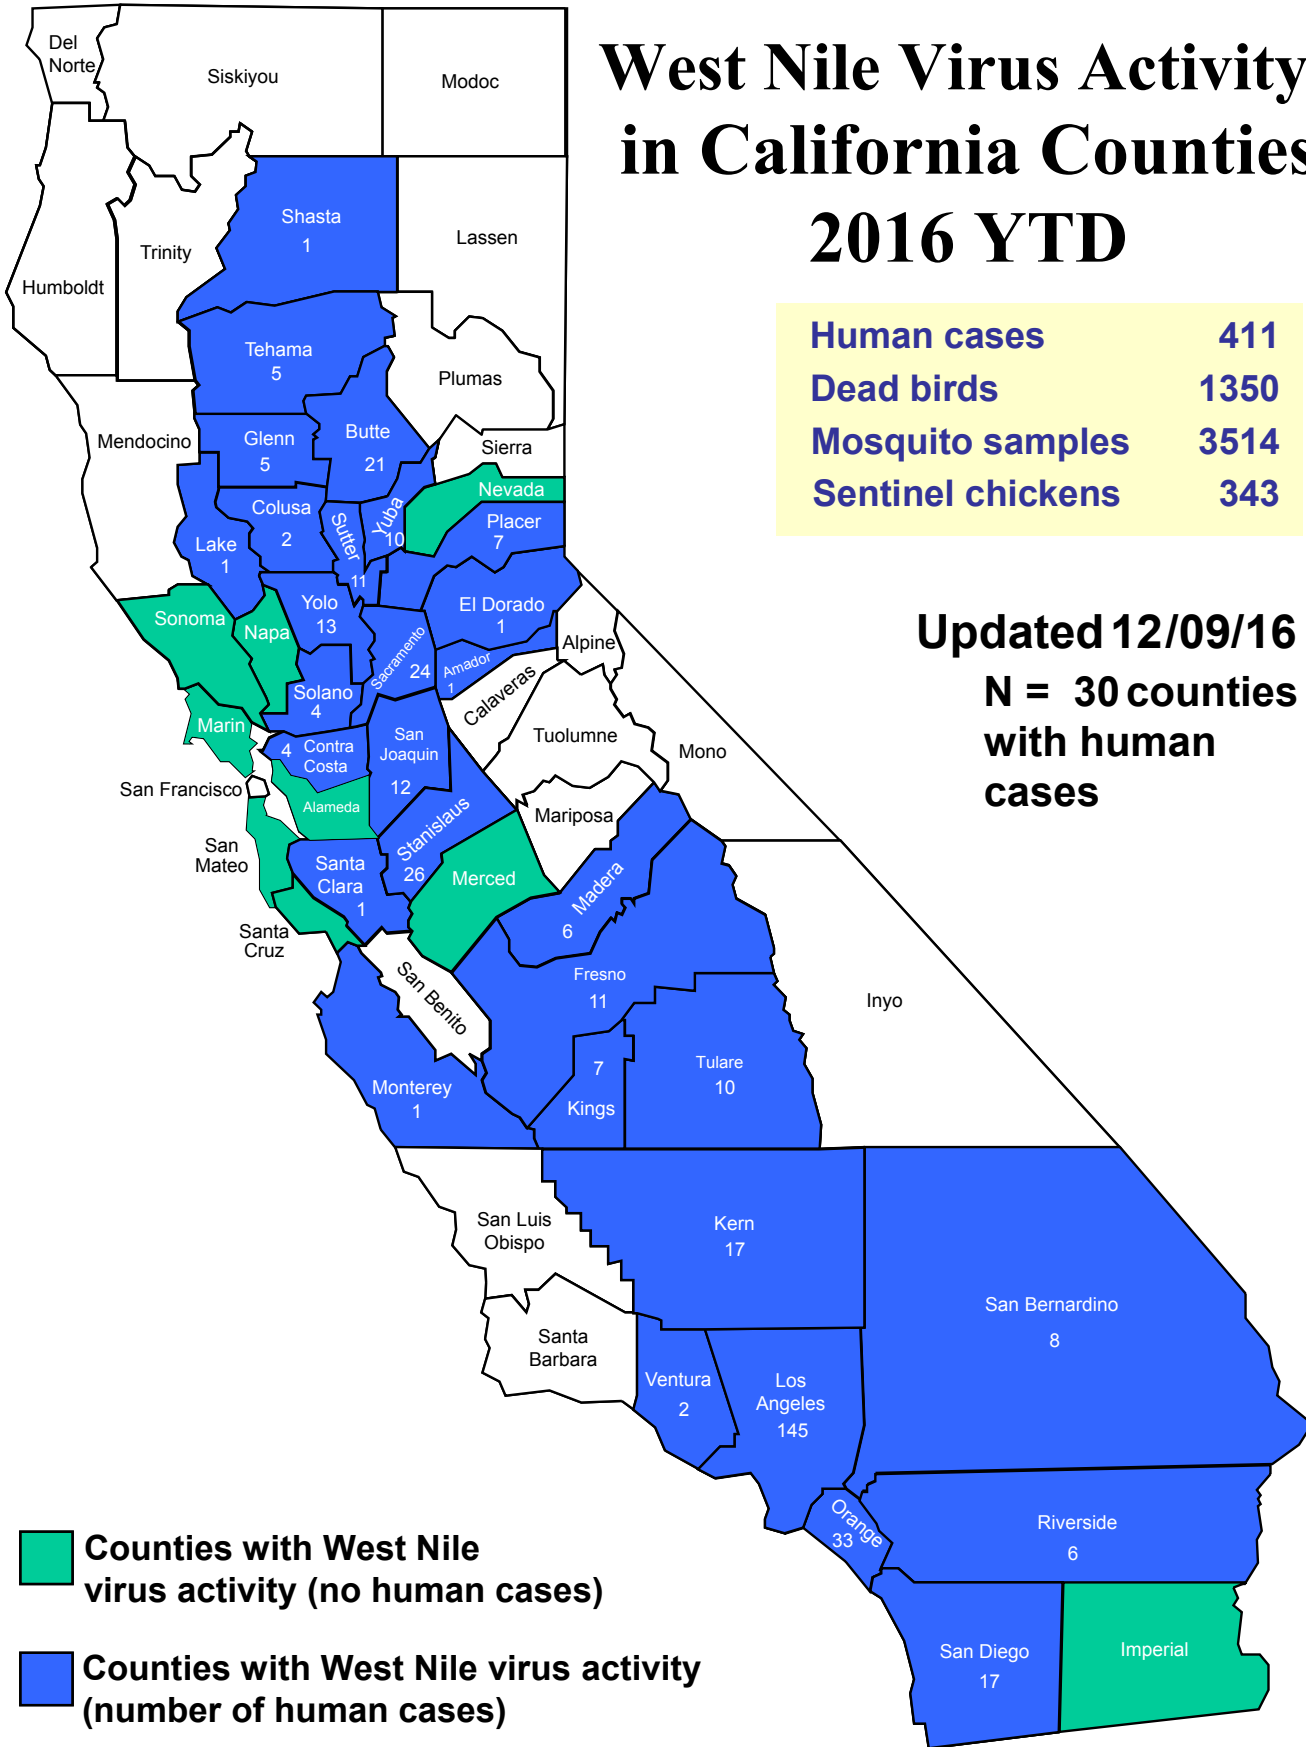 West Nile Virus Activity
in California Counties
2016 YTD
Human cases 411
Dead birds 1350
Mosquito samples 3514
Sentinel chickens 343
Updated 12/09/16
N = 30 counties
with human
cases
Del
Norte
Siskiyou
Modoc
Shasta
1
Trinity
Lassen
Humboldt
Tehama
5
Plumas
Mendocino
Glenn
5
Butte
21
Sierra
Nevada
Colusa
2
Sutter
11
Yuba
10
Placer
7
Lake
1
Sonoma
Napa
Yolo
13
El Dorado
1
Sacramento
24
Amador
1
Alpine
Calaveras
Solano
4
Marin
4
Contra
Costa
San
Joaquin
12
Tuolumne
Mono
San Francisco
Alameda
Stanislaus
26
Mariposa
San
Mateo
Santa
Clara
1
Merced
Madera
6
Santa
Cruz
San Benito
Fresno
11
Inyo
Monterey
1
7
Kings
Tulare
10
San Luis
Obispo
Kern
17
San Bernardino
8
Santa
Barbara
Ventura
2
Los
Angeles
145
Orange
33
Riverside
6
San Diego
17
Imperial
Counties with West Nile
virus activity (no human cases)
Counties with West Nile virus activity
(number of human cases)